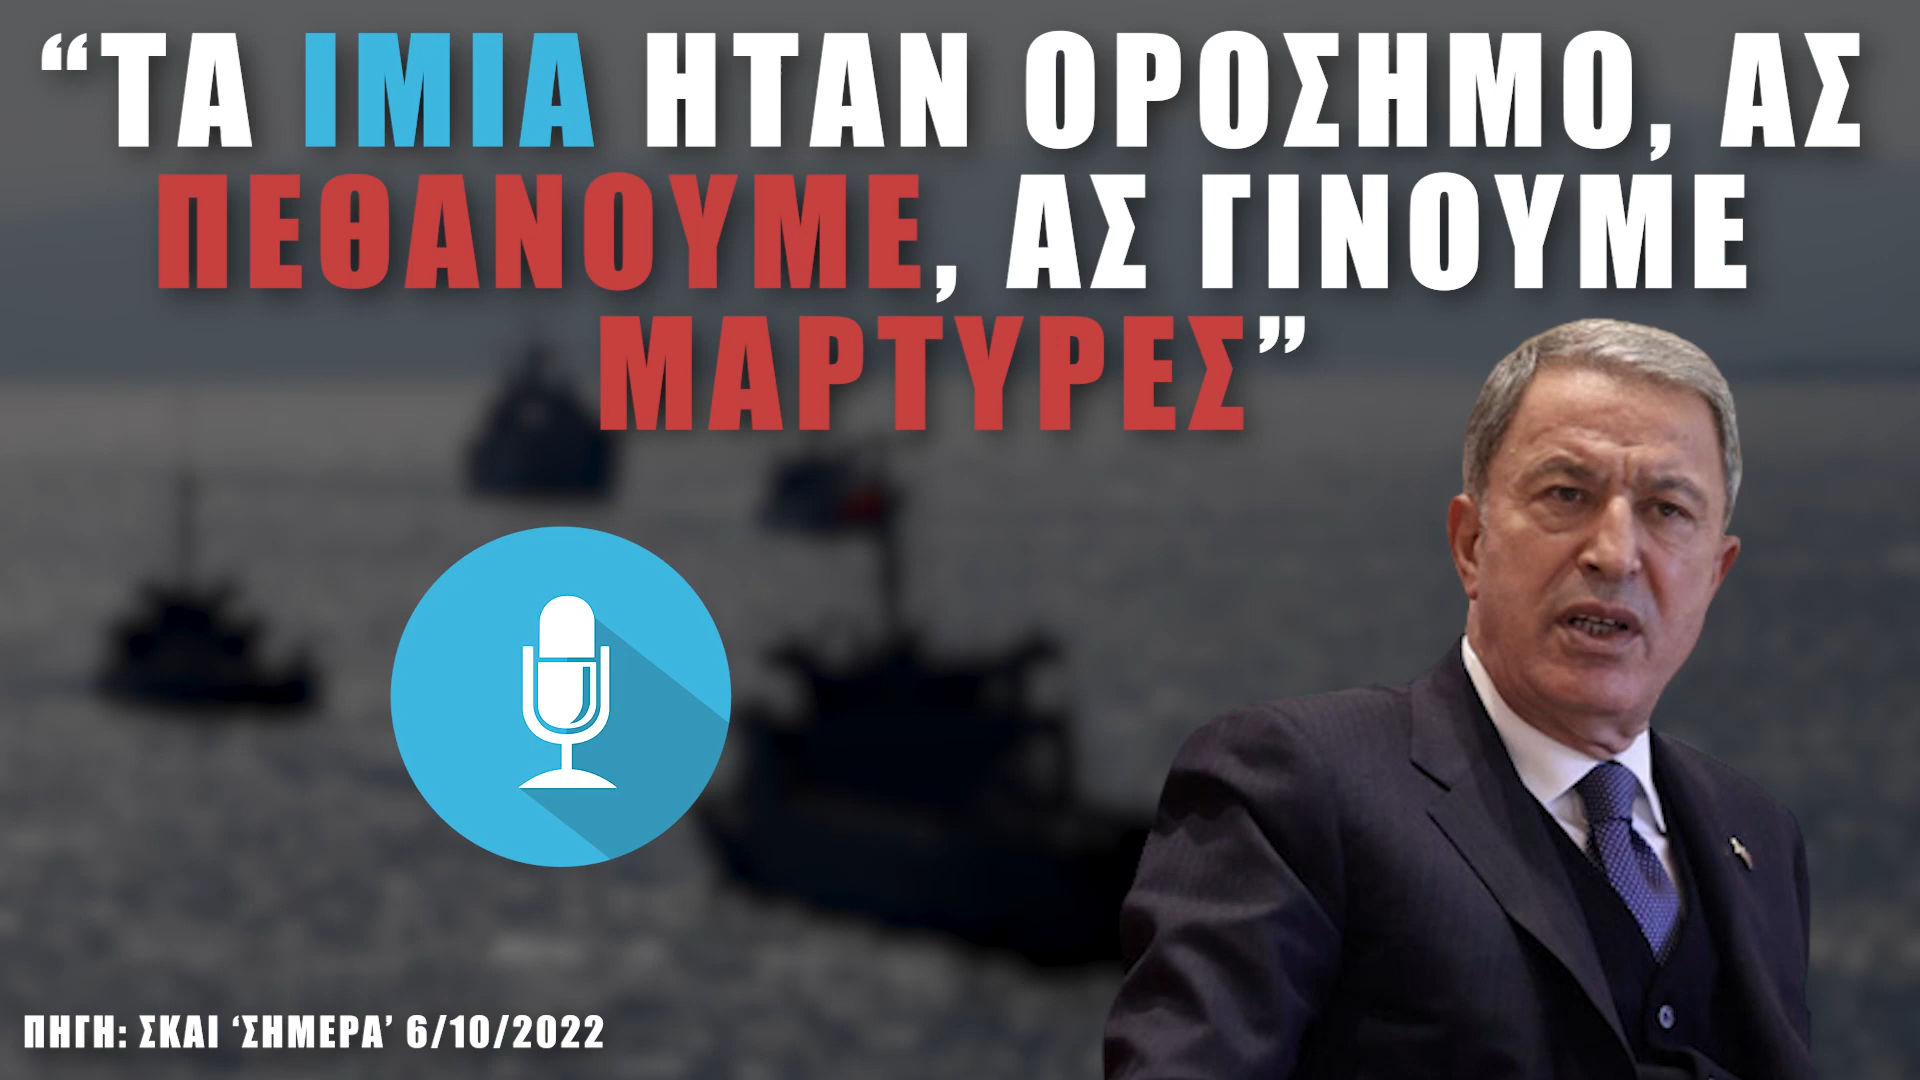 “ΤΑ ΙΜΙΑ ΗΤΑΝ ΟΡΟΣΗΜΟ, ΑΣ
ΠΕΘΑΝΟΥΜΕ, ΑΣ ΓΙΝΟΥΜΕ
ΜΑΡΤΥΡΕΣ”
ΠΗΓΗ: ΣΚΑΙ ‘ΣΗΜΕΡΑ’ 6/10/2022